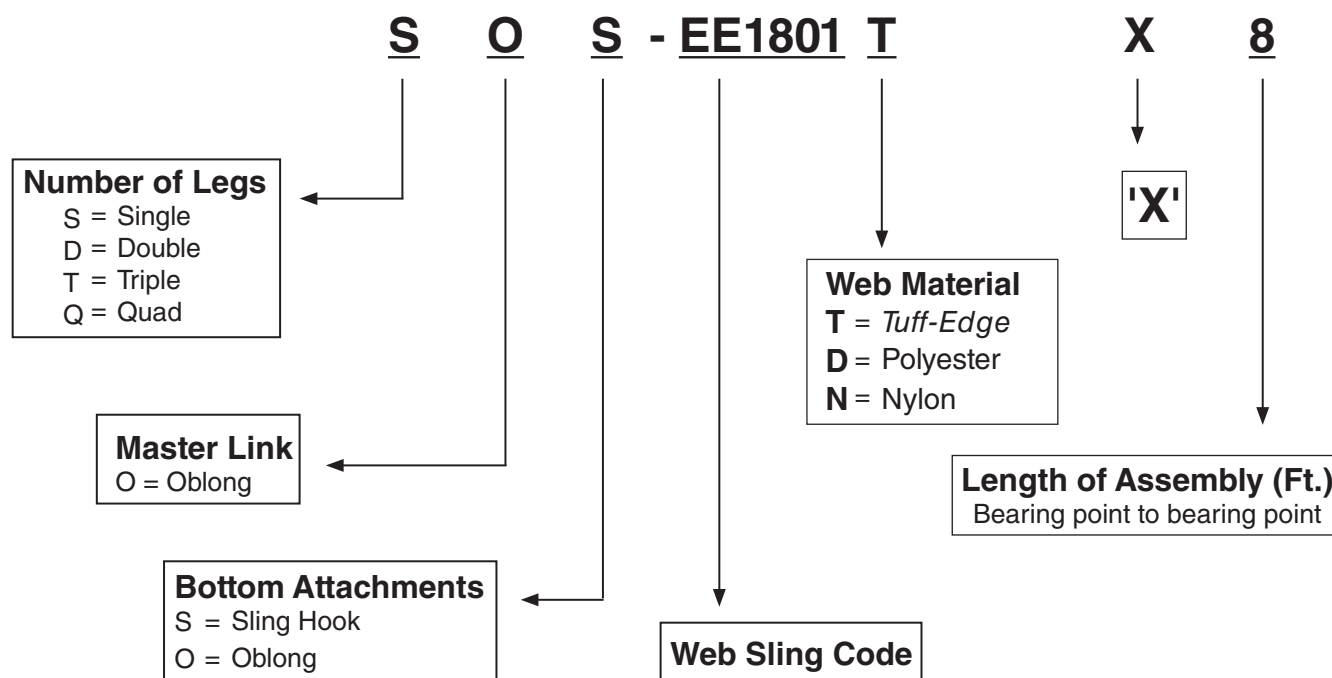 S O S - EE1801 T X 8
Number of Legs
S = Single
D = Double
T = Triple
Q = Quad
'X'
Web Material
T = Tuff-Edge
D = Polyester
N = Nylon
Master Link
O = Oblong
Length of Assembly (Ft.)
Bearing point to bearing point
Bottom Attachments
S = Sling Hook
O = Oblong
Web Sling Code